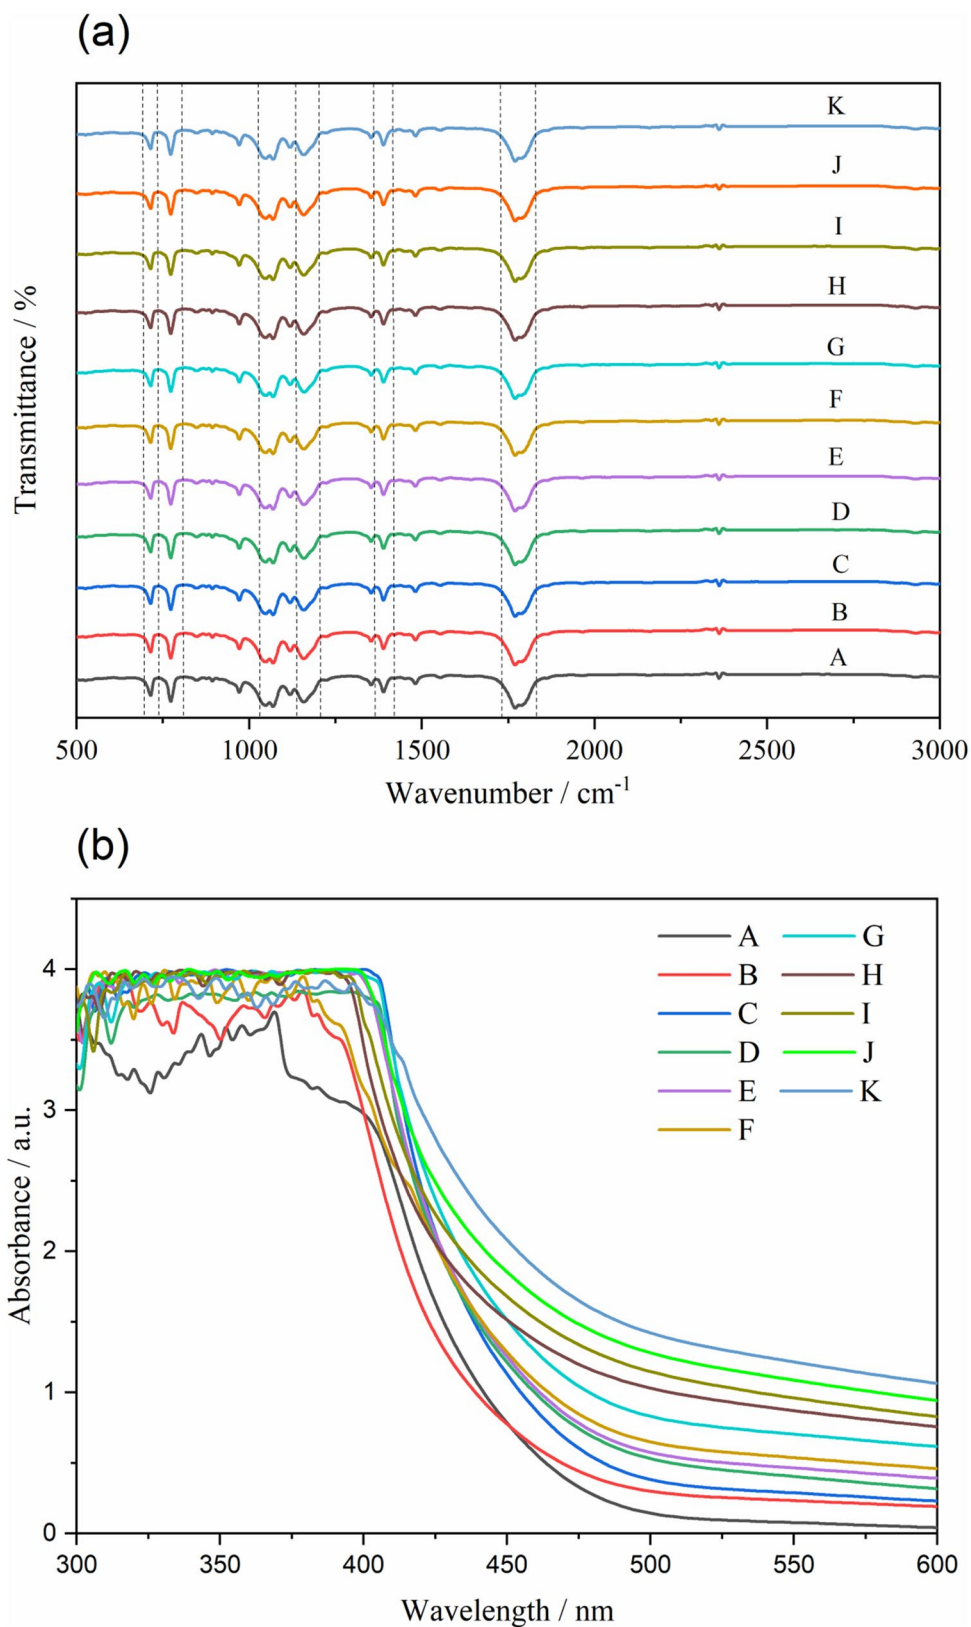 (a)
Transmittance / %
K
J
I
H
G
F
E
D
C
B
A
500 1000 1500 2000 2500 3000
Wavenumber / cm⁻¹
(b)
Absorbance / a.u.
4
3
2
1
0
A G
B H
C I
D J
E K
F
300 350 400 450 500 550 600
Wavelength / nm